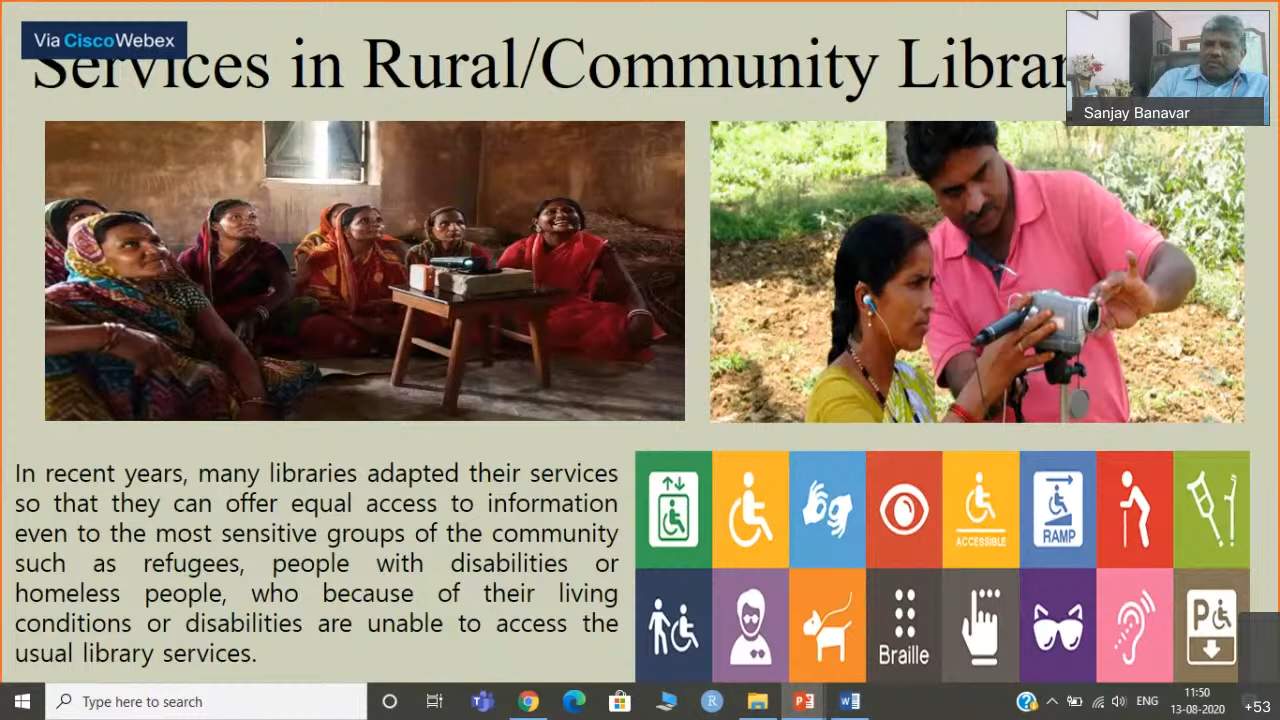 Via CiscoWebex
Services in Rural/Community Librar
Sanjay Banavar
In recent years, many libraries adapted their services
so that they can offer equal access to information
even to the most sensitive groups of the community
such as refugees, people with disabilities or
homeless people, who because of their living
conditions or disabilities are unable to access the
usual library services.
ACCESSIBLE
RAMP
Braille
P
Type here to search
R
ENG
11:50
13-08-2020
+53